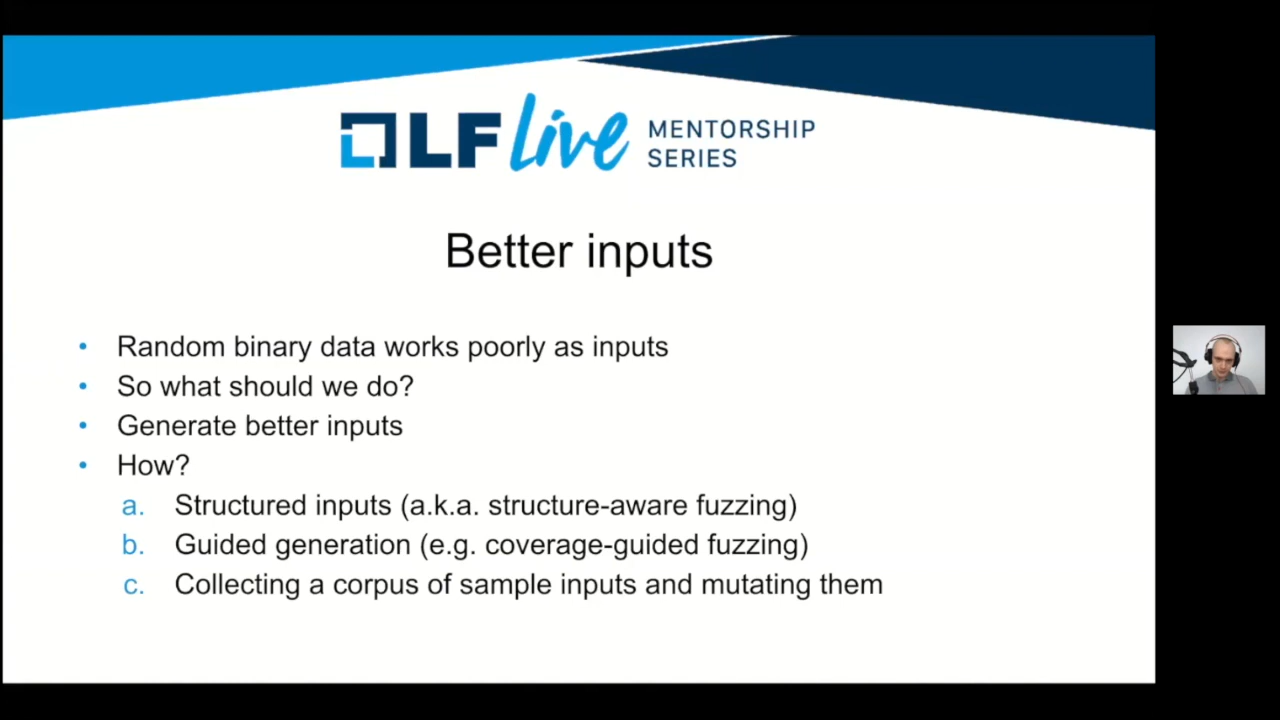 LF Live MENTORSHIP
SERIES
Better inputs
• Random binary data works poorly as inputs
• So what should we do?
• Generate better inputs
• How?
a. Structured inputs (a.k.a. structure-aware fuzzing)
b. Guided generation (e.g. coverage-guided fuzzing)
c. Collecting a corpus of sample inputs and mutating them